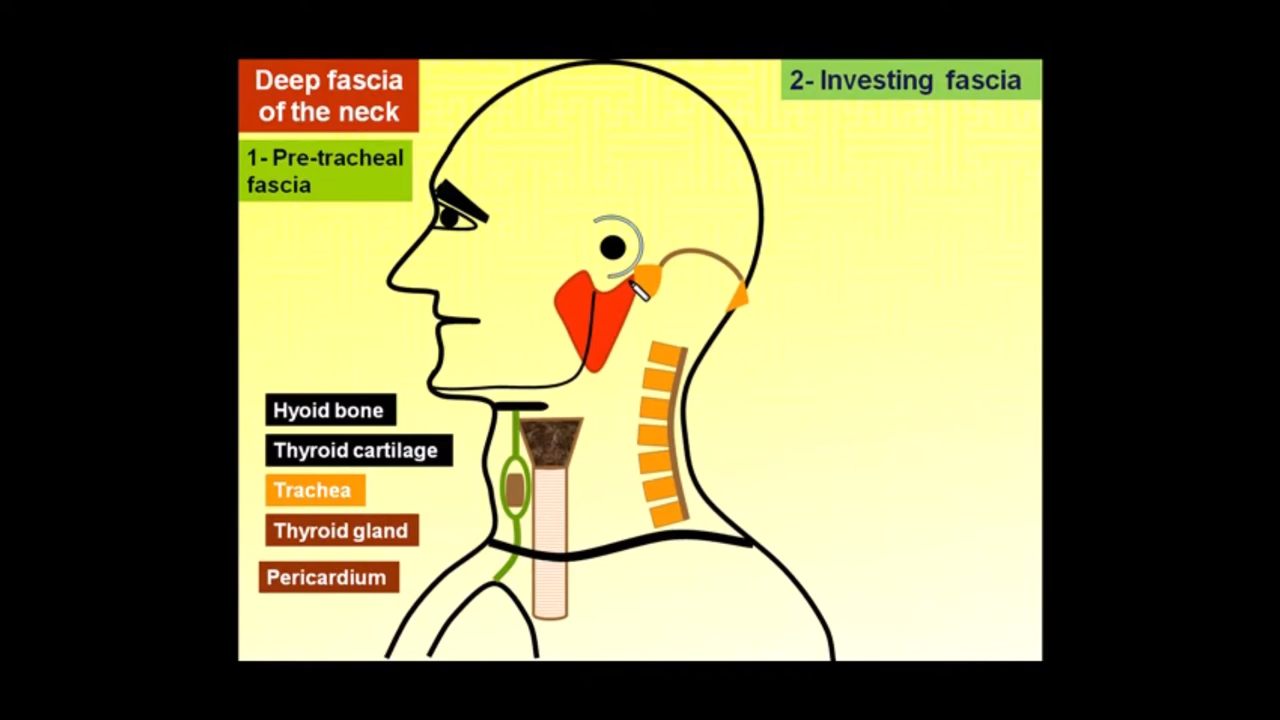 Deep fascia
of the neck
2- Investing fascia
1- Pre-tracheal
fascia
Hyoid bone
Thyroid cartilage
Trachea
Thyroid gland
Pericardium